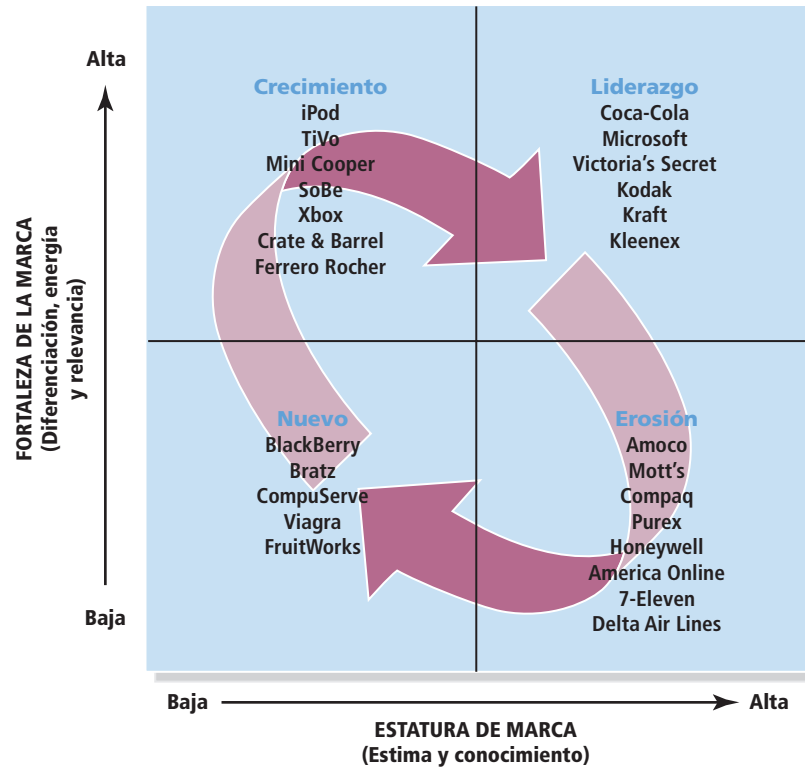 Alta
FORTALEZA DE LA MARCA
(Diferenciación, energía
y relevancia)
Baja
Crecimiento
iPod
TiVo
Mini Cooper
SoBe
Xbox
Crate & Barrel
Ferrero Rocher
Liderazgo
Coca-Cola
Microsoft
Victoria's Secret
Kodak
Kraft
Kleenex
Nuevo
BlackBerry
Bratz
CompuServe
Viagra
FruitWorks
Erosión
Amoco
Mott's
Compaq
Purex
Honeywell
America Online
7-Eleven
Delta Air Lines
Baja
Alta
ESTATURA DE MARCA
(Estima y conocimiento)